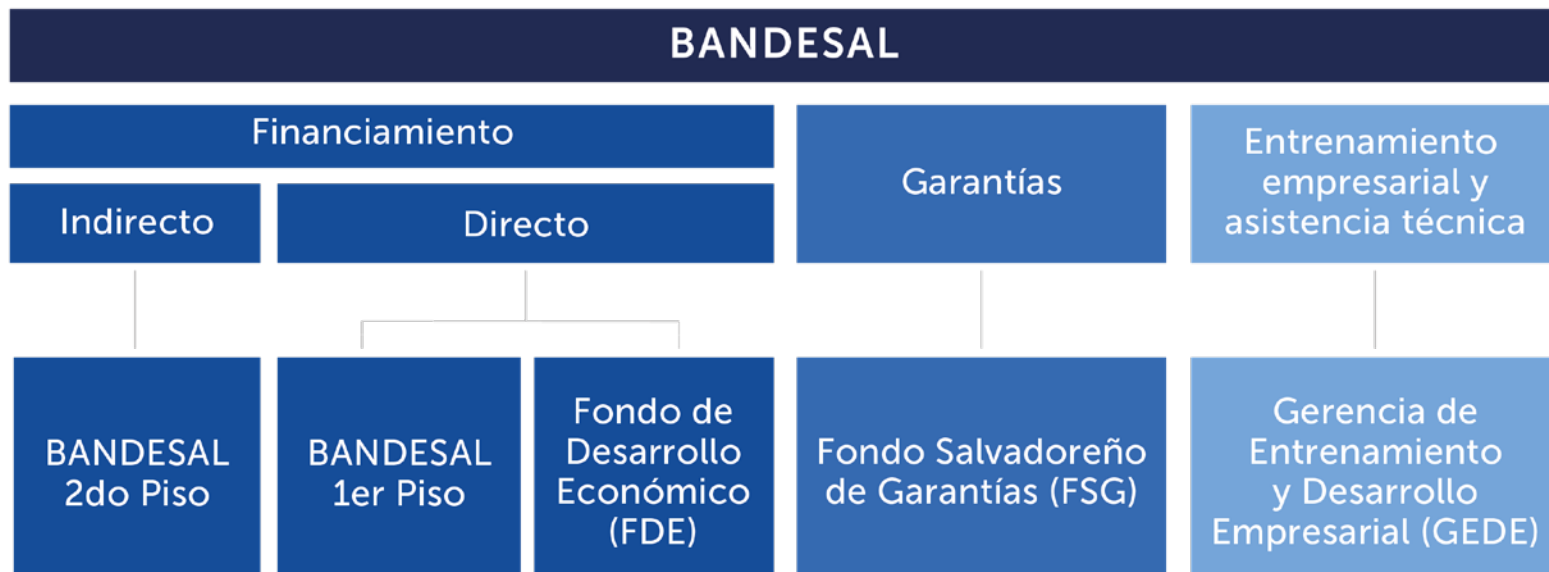 BANDESAL
Financiamiento
Indirecto
Directo
Garantías
Entrenamiento
empresarial y
asistencia técnica
BANDESAL
2do Piso
BANDESAL
1er Piso
Fondo de
Desarrollo
Económico
(FDE)
Fondo Salvadoreño
de Garantías (FSG)
Gerencia de
Entrenamiento
y Desarrollo
Empresarial (GEDE)